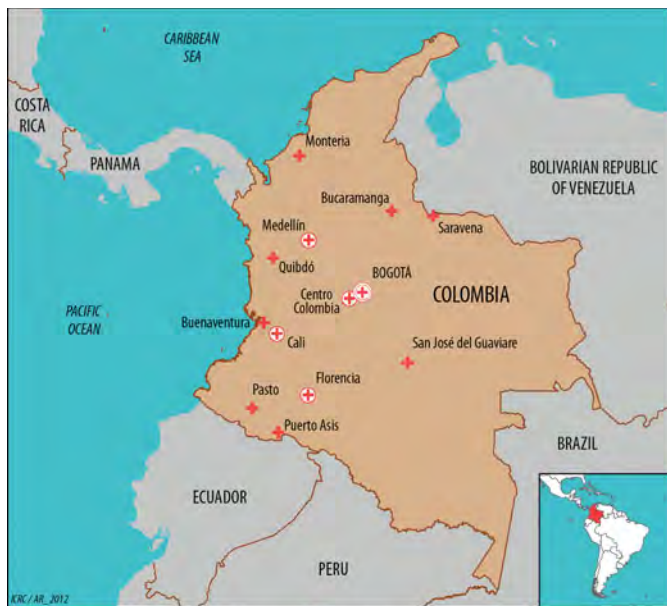 CARIBBEAN
SEA
COSTA
RICA
PANAMA
Monteria
BOLIVARIAN REPUBLIC
OF VENEZUELA
Bucaramanga
Saravena
Medellín
Quibdó
BOGOTÁ
Centro
Colombia
COLOMBIA
PACIFIC
OCEAN
Buenaventura
Cali
San José del Guaviare
Florencia
Pasto
Puerto Asis
BRAZIL
ECUADOR
PERU
ICRC / AR_2012